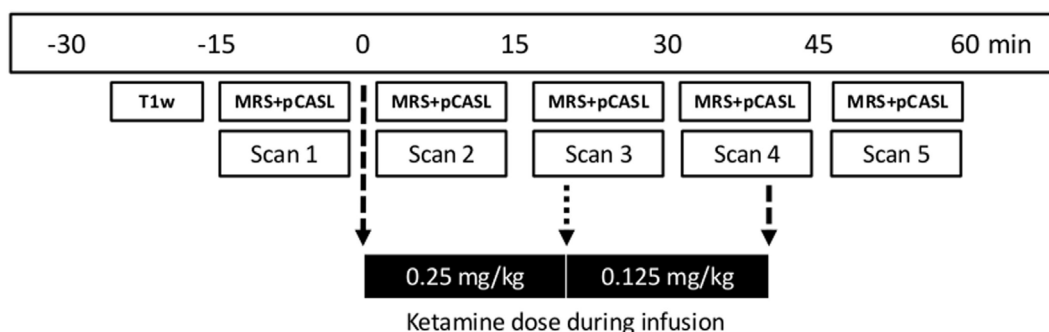 -30 -15 0 15 30 45 60 min
T1w MRS+pCASL MRS+pCASL MRS+pCASL MRS+pCASL MRS+pCASL
Scan 1 Scan 2 Scan 3 Scan 4 Scan 5
0.25 mg/kg 0.125 mg/kg
Ketamine dose during infusion